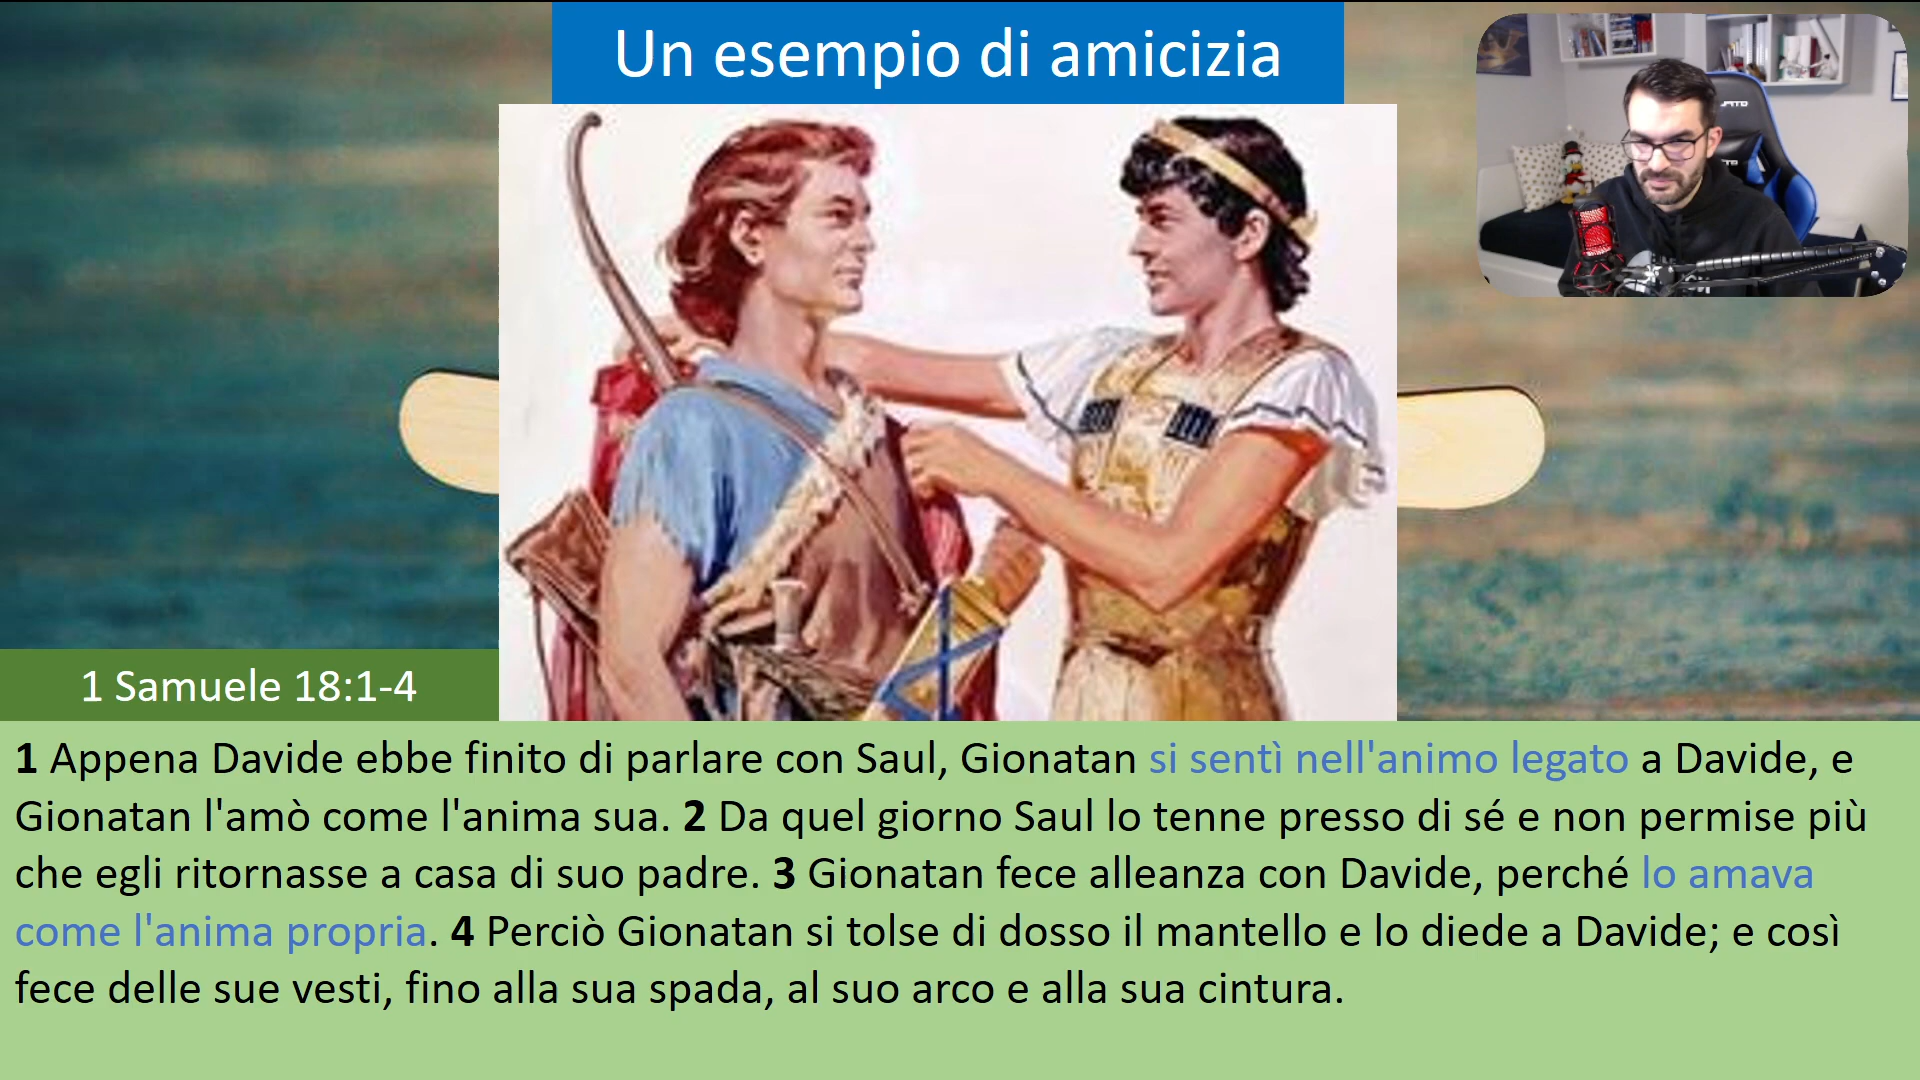 Un esempio di amicizia
1 Samuele 18:1-4
1 Appena Davide ebbe finito di parlare con Saul, Gionatan si sentì nell'animo legato a Davide, e
Gionatan l'amò come l'anima sua. 2 Da quel giorno Saul lo tenne presso di sé e non permise più
che egli ritornasse a casa di suo padre. 3 Gionatan fece alleanza con Davide, perché lo amava
come l'anima propria. 4 Perciò Gionatan si tolse di dosso il mantello e lo diede a Davide; e così
fece delle sue vesti, fino alla sua spada, al suo arco e alla sua cintura.